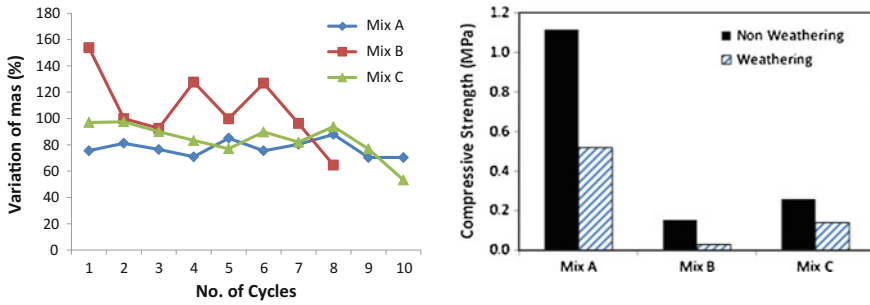 180
160
140
120
100
80
60
40
20
0
Variation of mas (%)
1 2 3 4 5 6 7 8 9 10
No. of Cycles
Mix A
Mix B
Mix C
1.2
1.0
0.8
0.6
0.4
0.2
0.0
Compressive Strength (MPa)
Non Weathering
Weathering
Mix A Mix B Mix C